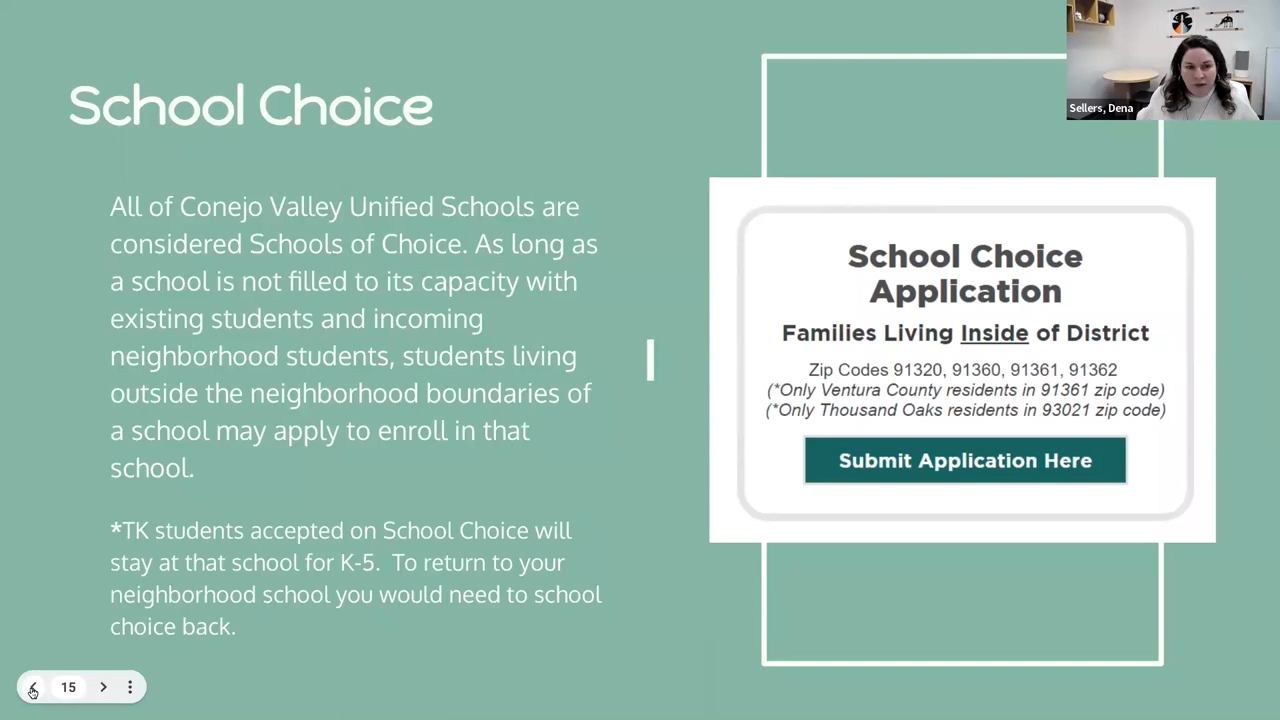 School Choice
All of Conejo Valley Unified Schools are
considered Schools of Choice. As long as
a school is not filled to its capacity with
existing students and incoming
neighborhood students, students living
outside the neighborhood boundaries of
a school may apply to enroll in that
school.
*TK students accepted on School Choice will
stay at that school for K-5.  To return to your
neighborhood school you would need to school
choice back.
School Choice
Application
Families Living Inside of District
Zip Codes 91320, 91360, 91361, 91362
(*Only Ventura County residents in 91361 zip code)
(*Only Thousand Oaks residents in 93021 zip code)
Submit Application Here
Sellers, Dena
15